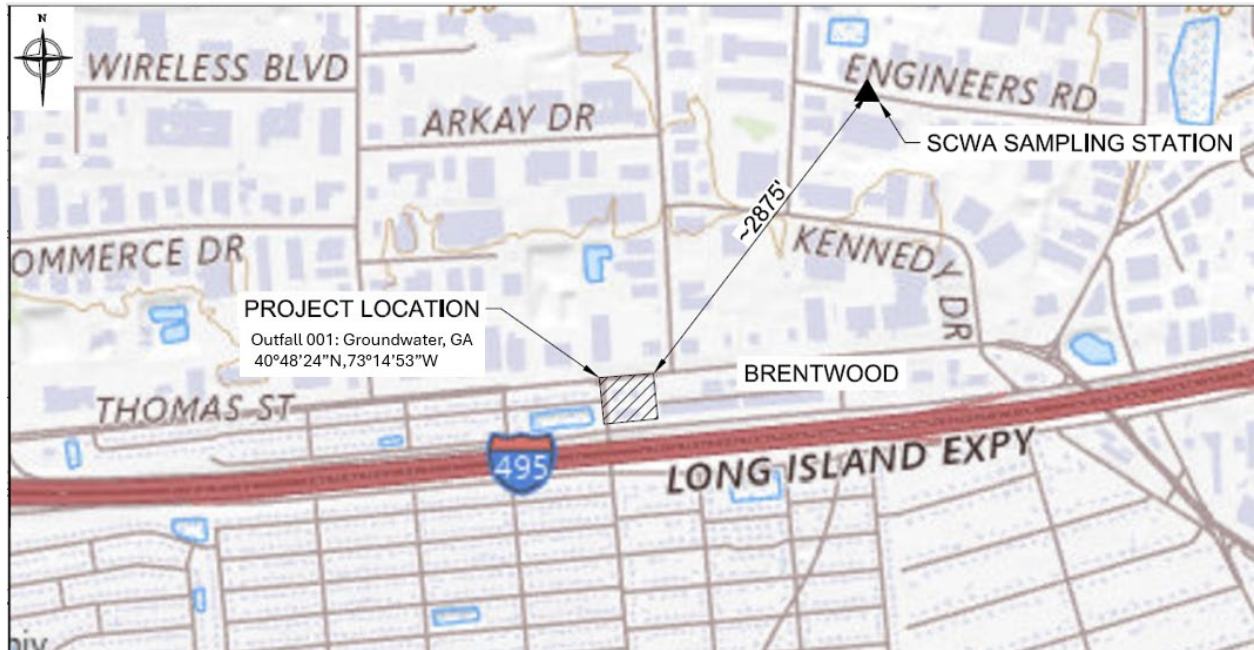 N
WIRELESS BLVD
ENGINEERS RD
ARKAY DR
SCWA SAMPLING STATION
~2875'
OMMERCE DR
KENNEDY DR
PROJECT LOCATION
Outfall 001: Groundwater, GA
40°48'24”N,73°14'53”W
BRENTWOOD
THOMAS ST
495
LONG ISLAND EXPY